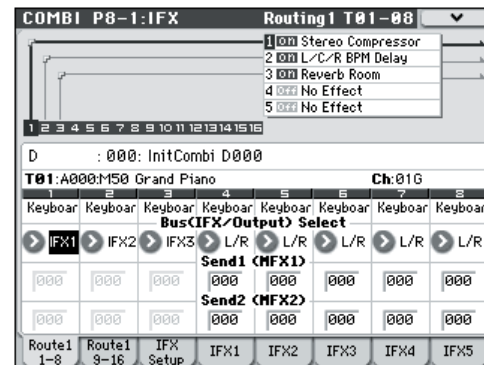 COMBI P8-1:IFX Routing1 T01-08
1 On Stereo Compressor
2 On L/C/R BPM Delay
3 On Reverb Room
4 Off No Effect
5 Off No Effect
1 2 3 4 5 6 7 8 9 10 11 12 13 14 15 16
D : 000: InitCombi D000
T01:A000:M50 Grand Piano Ch:01G
1 2 3 4 5 6 7 8
Keyboar Keyboar Keyboar Keyboar Keyboar Keyboar Keyboar Keyboar
Bus(IFX/Output) Select
IFX1 IFX2 IFX3 L/R L/R L/R L/R L/R
Send1 (MFX1)
000 000 000 000 000 000 000 000
Send2 (MFX2)
000 000 000 000 000 000 000 000
Route1 1-8 Route1 9-16 IFX Setup IFX1 IFX2 IFX3 IFX4 IFX5